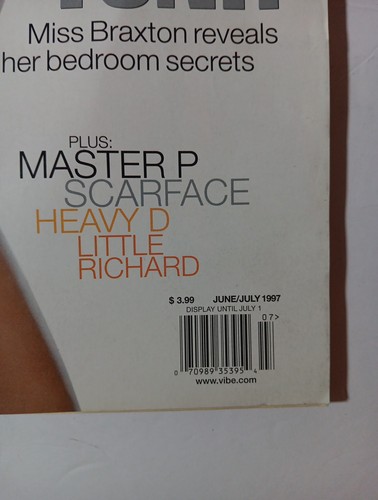 Miss Braxton reveals
her bedroom secrets
PLUS:
MASTER P
SCARFACE
HEAVY D
LITTLE
RICHARD
$3.99 JUNE/JULY 1997
DISPLAY UNTIL JULY 1
07>
0 70989 35395 4
www.vibe.com